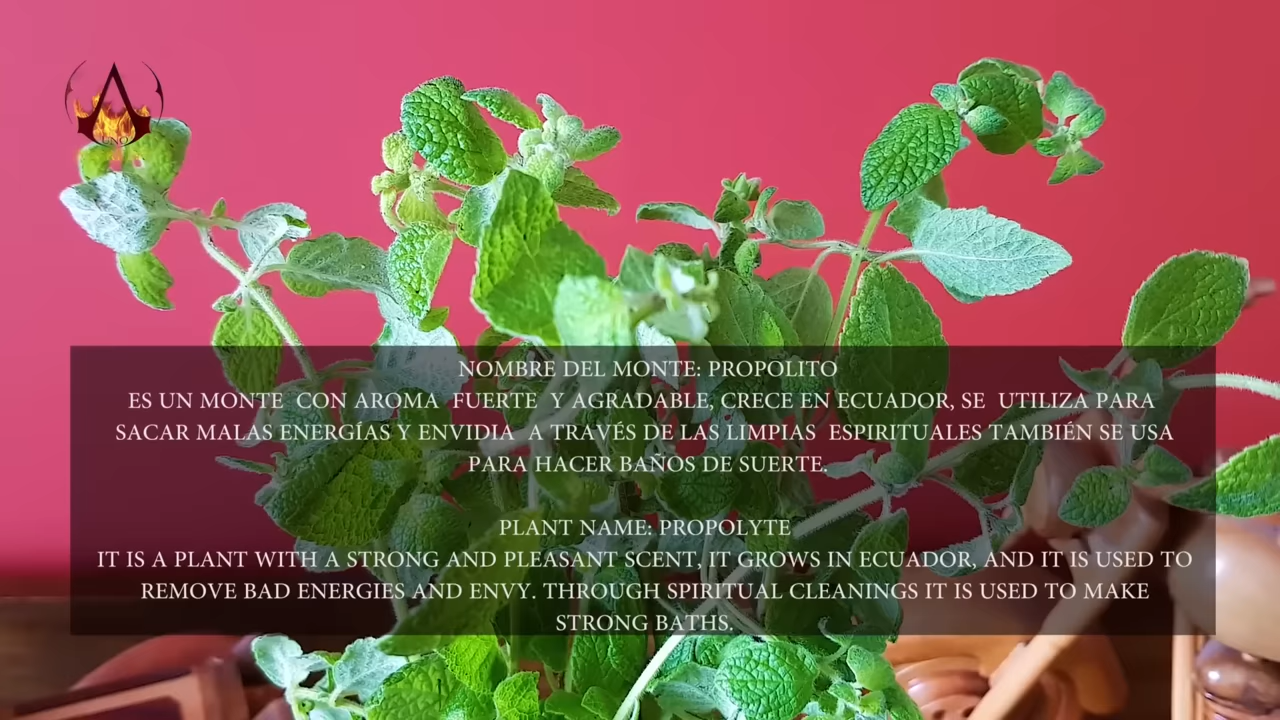 UNO
NOMBRE DEL MONTE: PROPOLITO
ES UN MONTE CON AROMA FUERTE Y AGRADABLE, CRECE EN ECUADOR, SE UTILIZA PARA
SACAR MALAS ENERGÍAS Y ENVIDIA A TRAVÉS DE LAS LIMPIAS ESPIRITUALES TAMBIÉN SE USA
PARA HACER BAÑOS DE SUERTE.
PLANT NAME: PROPOLYTE
IT IS A PLANT WITH A STRONG AND PLEASANT SCENT, IT GROWS IN ECUADOR, AND IT IS USED TO
REMOVE BAD ENERGIES AND ENVY. THROUGH SPIRITUAL CLEANINGS IT IS USED TO MAKE
STRONG BATHS.